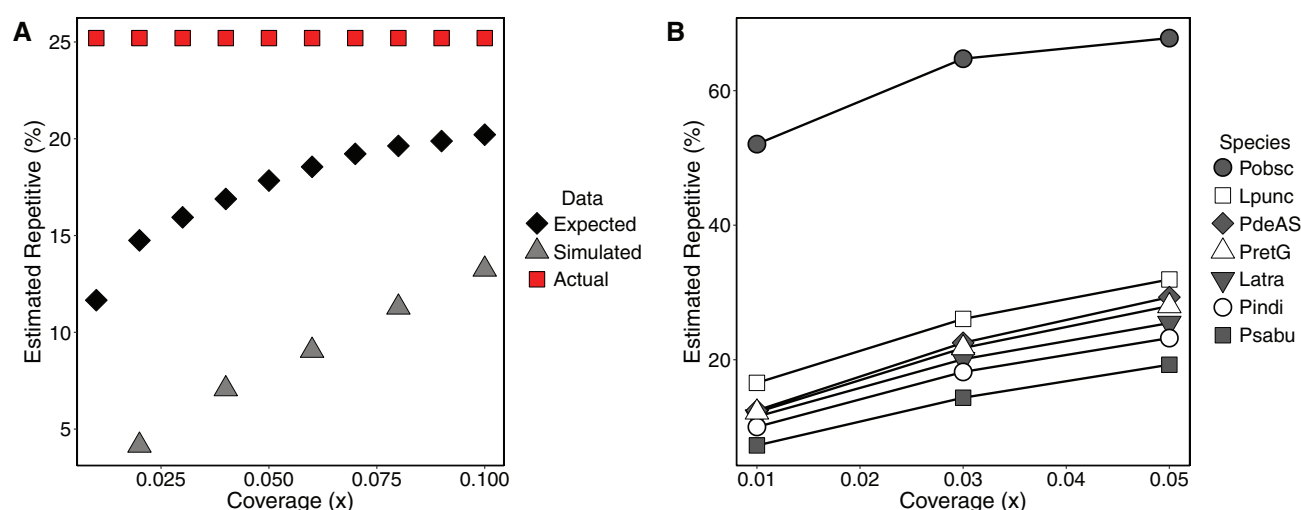 A
Estimated Repetitive (%)
25
20
15
10
5
0.025
0.050
0.075
0.100
Coverage (x)
Data
Expected
Simulated
Actual
B
Estimated Repetitive (%)
60
40
20
0.01
0.02
0.03
0.04
0.05
Coverage (x)
Species
Pobsc
Lpunc
PdeAS
PretG
Latra
Pindi
Psabu